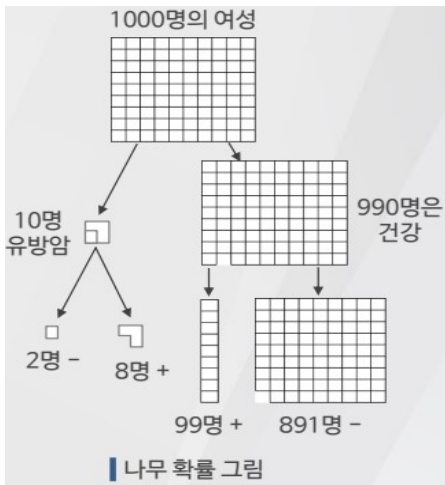 1000명의 여성
10명
유방암
990명은
건강
2명 -
8명 +
99명 +
891명 -
나무 확률 그림